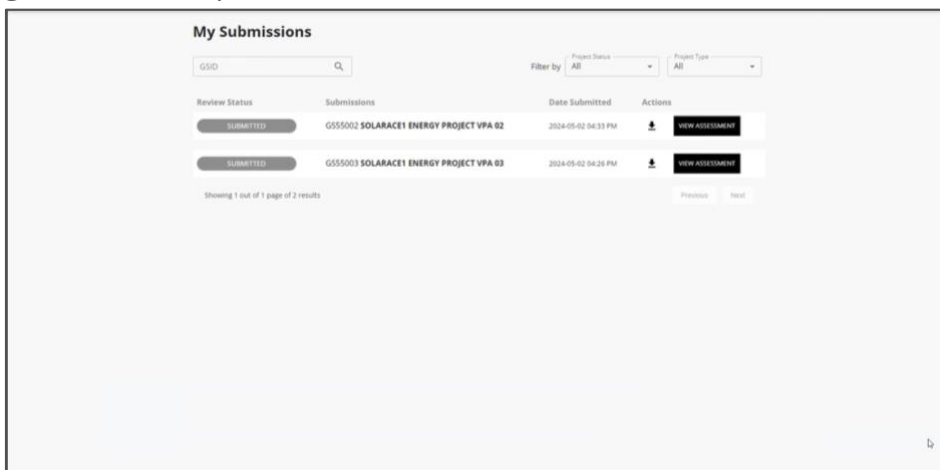 My Submissions
GSID
Filter by
Project Status
All
Project Type
All
Review Status Submissions Date Submitted Actions
SUBMITTED GS55002 SOLARACE1 ENERGY PROJECT VPA 02 2024-05-02 04:33 PM VIEW ASSESSMENT
SUBMITTED GS55003 SOLARACE1 ENERGY PROJECT VPA 03 2024-05-02 04:26 PM VIEW ASSESSMENT
Showing 1 out of 1 page of 2 results Previous Next